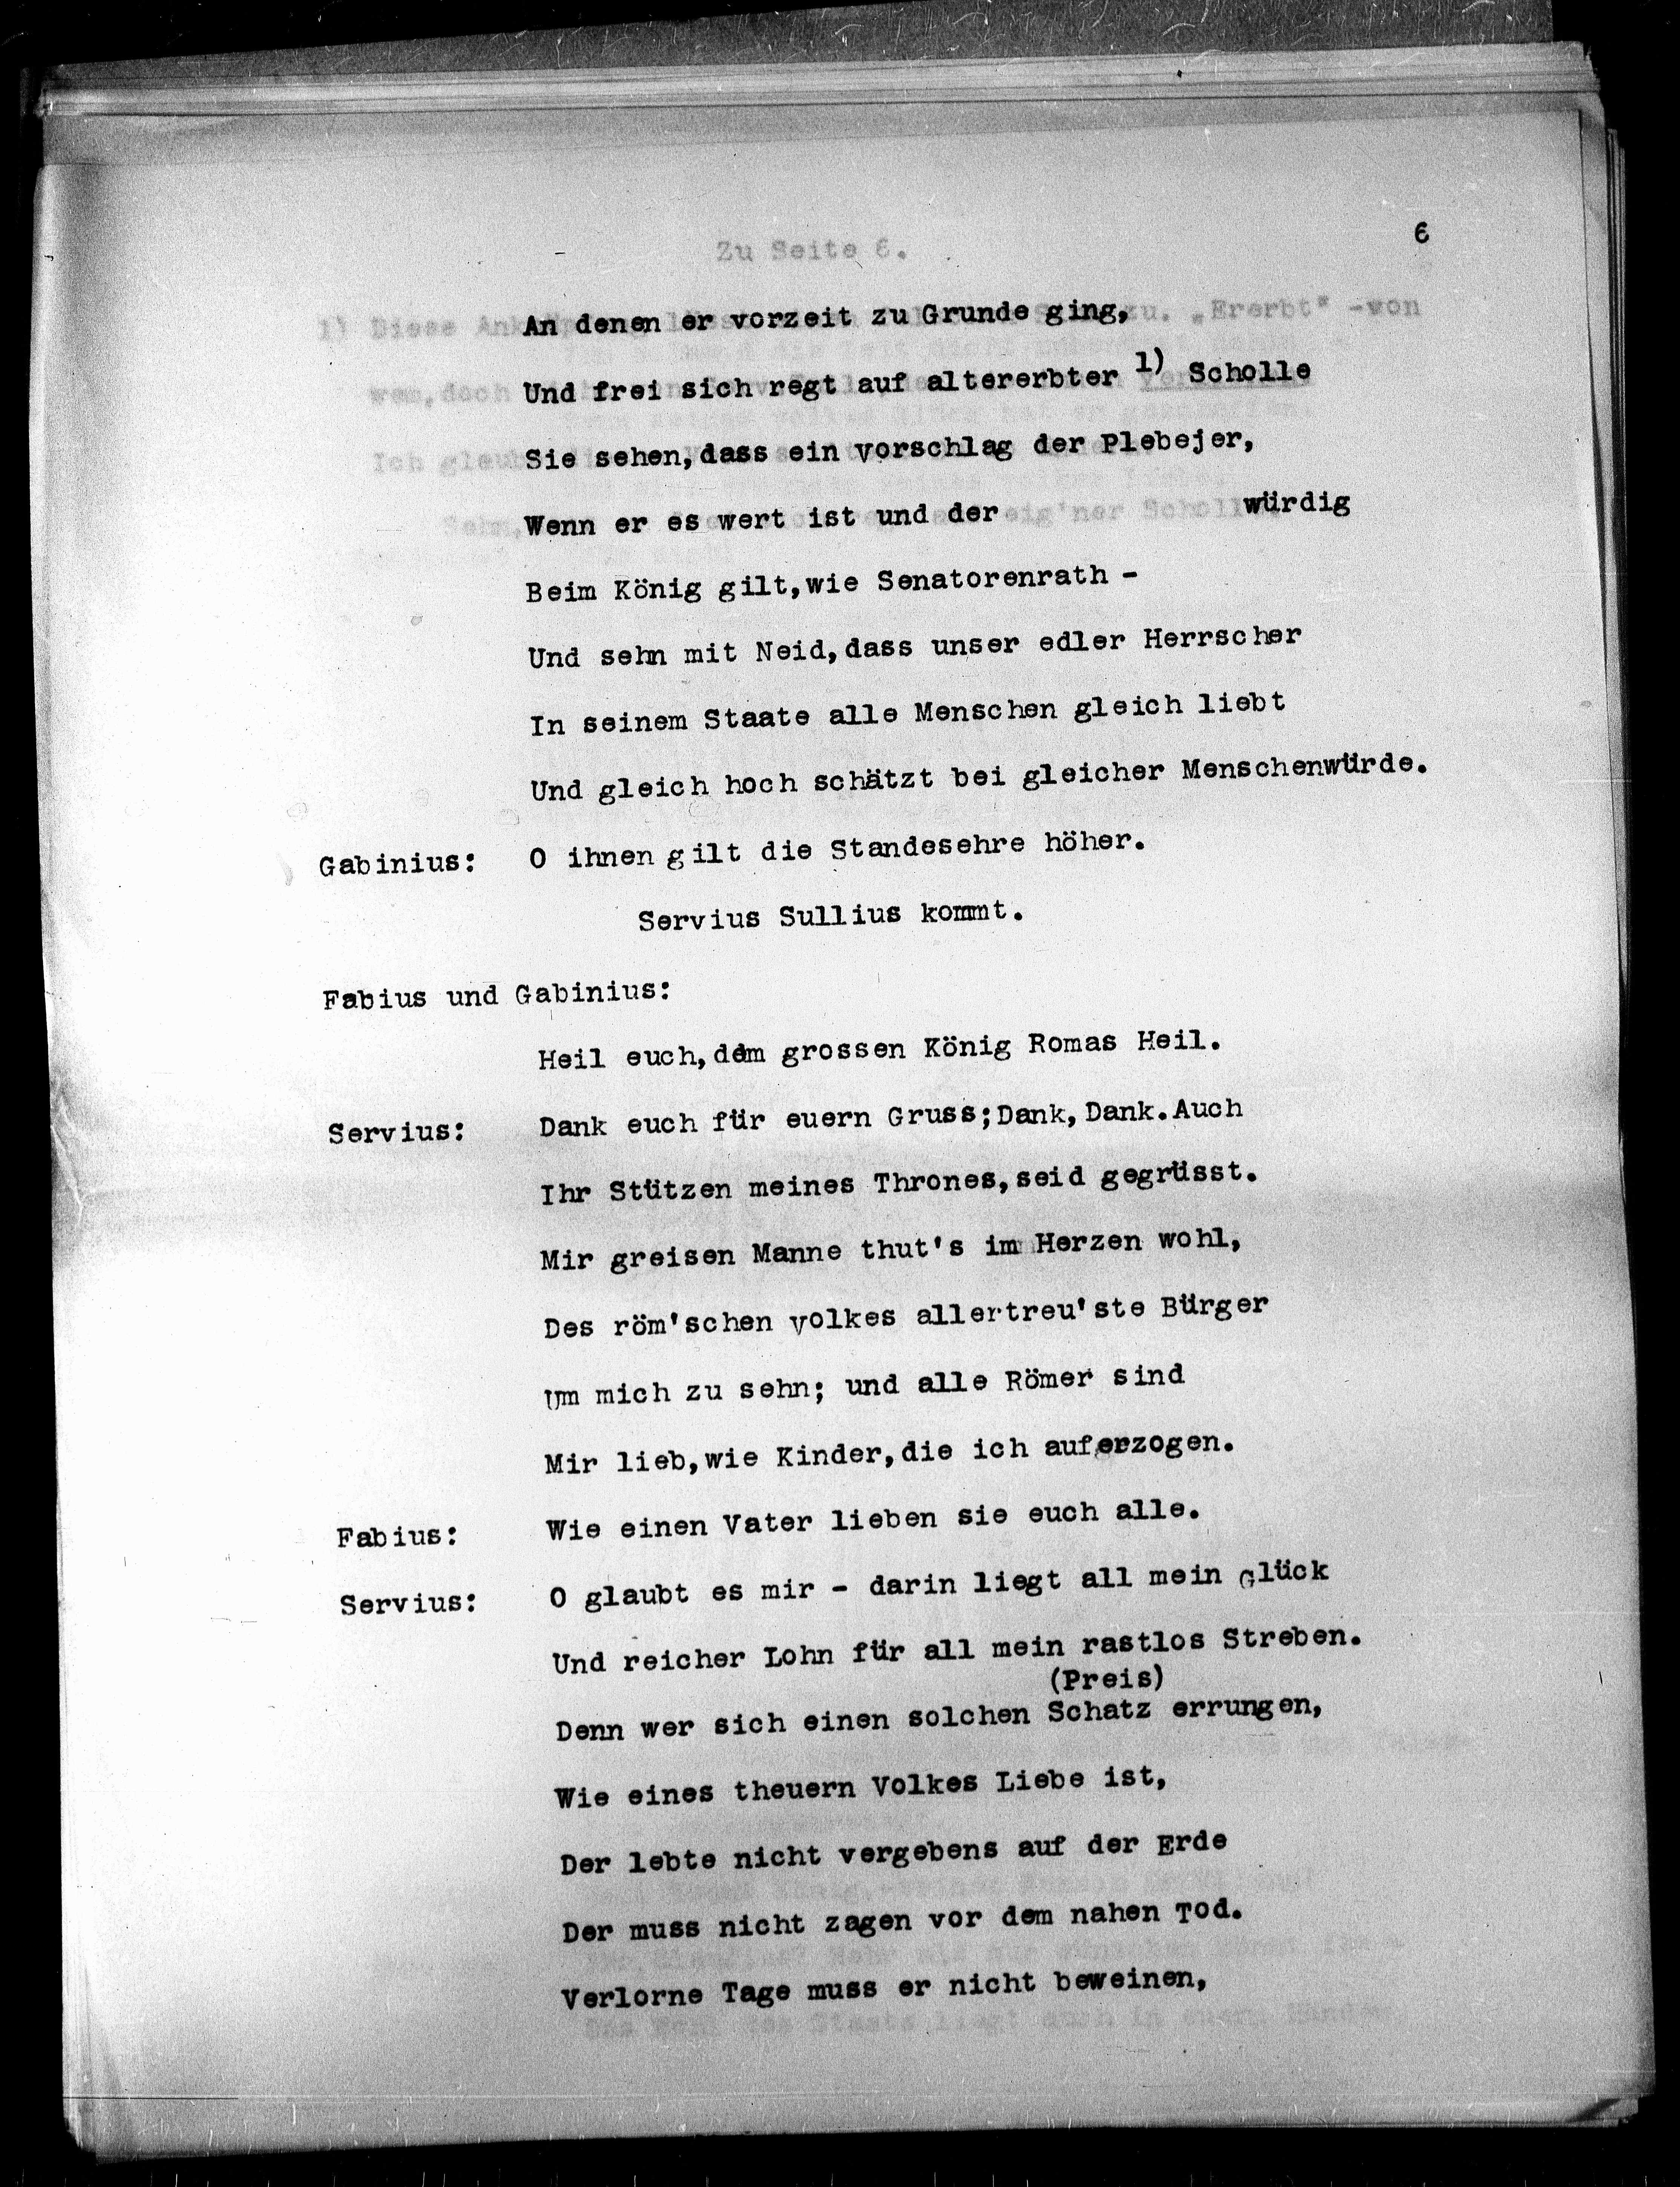 6
Zu Seite 6.
An denen er vorzeit zu Grunde ging,
Und frei sich regt auf altererbter 1) Scholle
Sie sehen, dass ein vorschlag der Plebejer,
Wenn er es wert ist und der würdig
Beim König gilt, wie Senatorenrath -
Und sehn mit Neid, dass unser edler Herrscher
In seinem Staate alle Menschen gleich liebt
Und gleich hoch schätzt bei gleicher Menschenwürde.
Gabinius: O ihnen gilt die Standesehre höher.
Servius Sullius kommt.
Fabius und Gabinius:
Heil euch, dem grossen König Romas Heil.
Servius: Dank euch für euern Gruss; Dank, Dank. Auch
Ihr Stützen meines Thrones, seid gegrüsst.
Mir greisen Manne thut's im Herzen wohl,
Des röm'schen volkes allertreu'ste Bürger
Um mich zu sehn; und alle Römer sind
Mir lieb, wie Kinder, die ich auferzogen.
Fabius: Wie einen Vater lieben sie euch alle.
Servius: O glaubt es mir - darin liegt all mein Glück
Und reicher Lohn für all mein rastlos Streben.
(Preis)
Denn wer sich einen solchen Schatz errungen,
Wie eines theuern Volkes Liebe ist,
Der lebte nicht vergebens auf der Erde
Der muss nicht zagen vor dem nahen Tod.
Verlorne Tage muss er nicht beweinen,